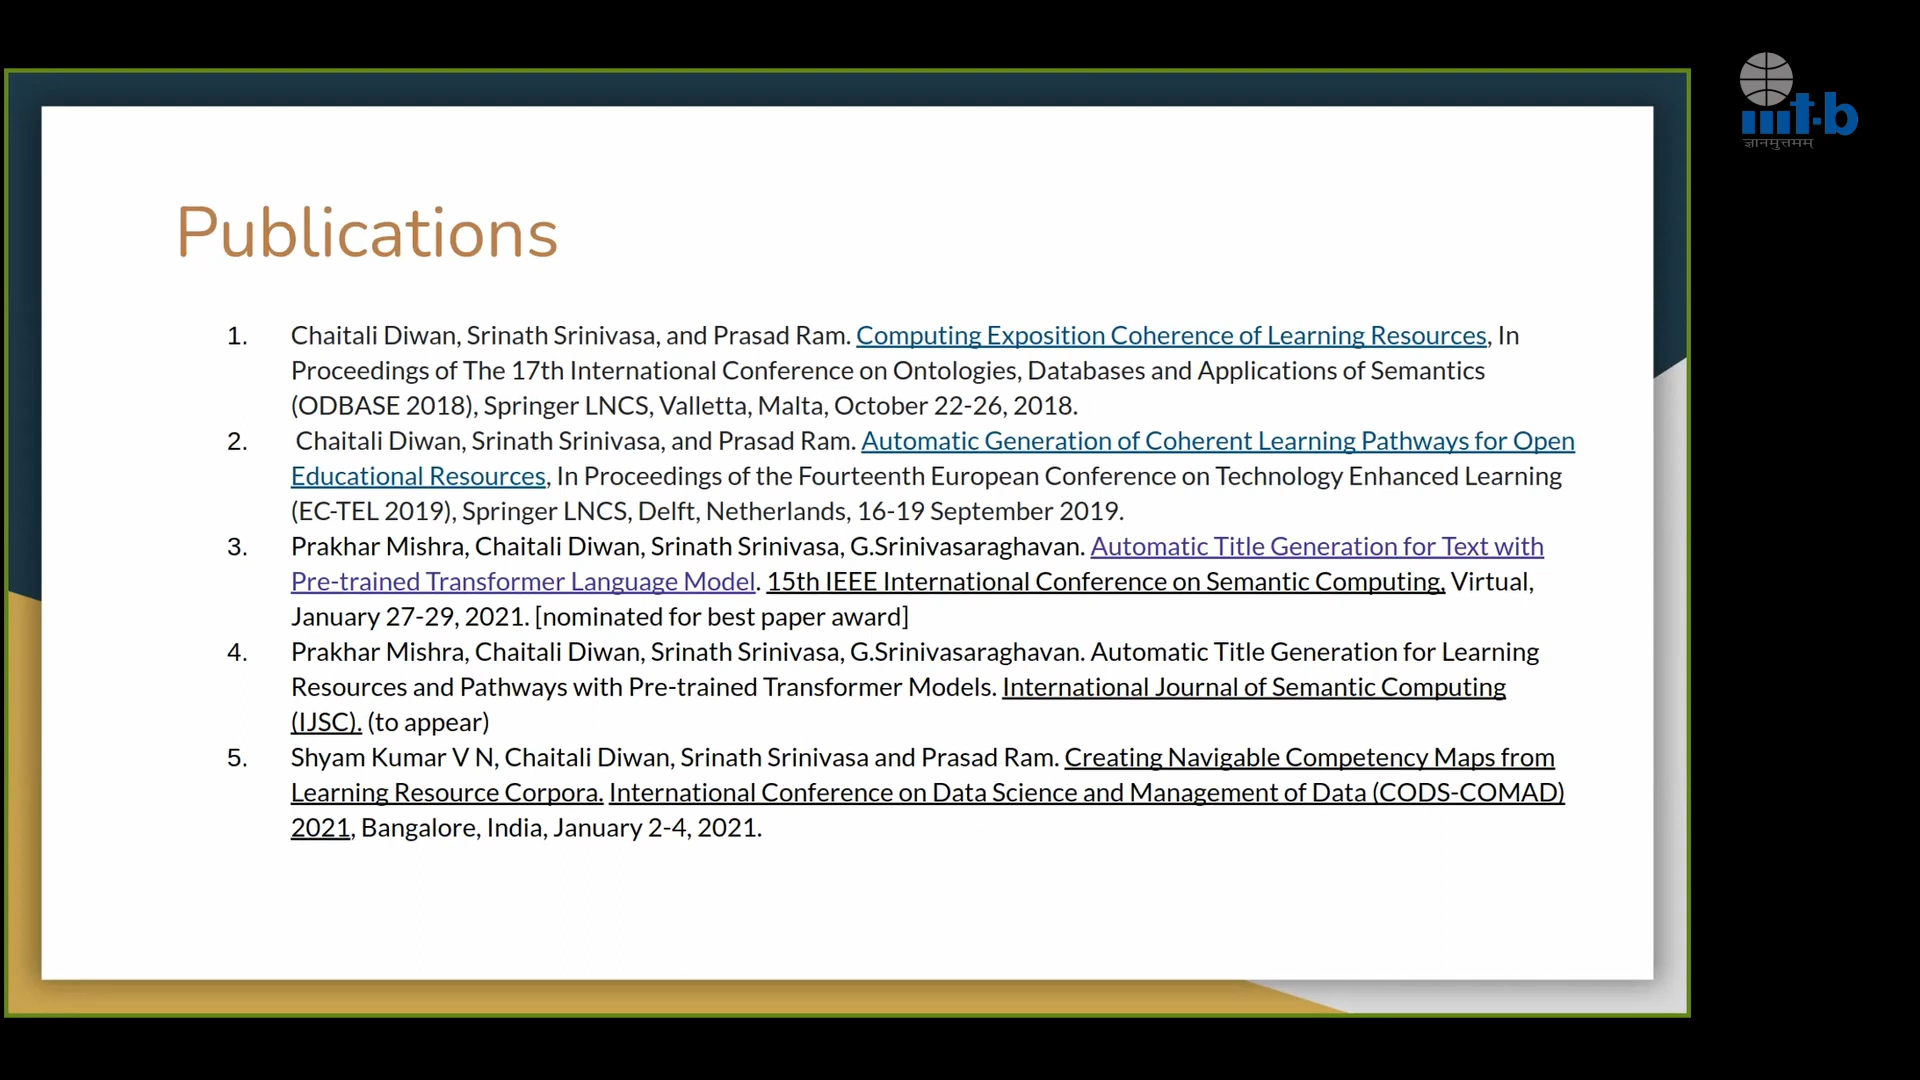 iiit-b
ज्ञानमुत्तमम्
Publications
1. Chaitali Diwan, Srinath Srinivasa, and Prasad Ram. Computing Exposition Coherence of Learning Resources, In
Proceedings of The 17th International Conference on Ontologies, Databases and Applications of Semantics
(ODBASE 2018), Springer LNCS, Valletta, Malta, October 22-26, 2018.
2. Chaitali Diwan, Srinath Srinivasa, and Prasad Ram. Automatic Generation of Coherent Learning Pathways for Open
Educational Resources, In Proceedings of the Fourteenth European Conference on Technology Enhanced Learning
(EC-TEL 2019), Springer LNCS, Delft, Netherlands, 16-19 September 2019.
3. Prakhar Mishra, Chaitali Diwan, Srinath Srinivasa, G.Srinivasaraghavan. Automatic Title Generation for Text with
Pre-trained Transformer Language Model. 15th IEEE International Conference on Semantic Computing, Virtual,
January 27-29, 2021. [nominated for best paper award]
4. Prakhar Mishra, Chaitali Diwan, Srinath Srinivasa, G.Srinivasaraghavan. Automatic Title Generation for Learning
Resources and Pathways with Pre-trained Transformer Models. International Journal of Semantic Computing
(IJSC). (to appear)
5. Shyam Kumar V N, Chaitali Diwan, Srinath Srinivasa and Prasad Ram. Creating Navigable Competency Maps from
Learning Resource Corpora. International Conference on Data Science and Management of Data (CODS-COMAD)
2021, Bangalore, India, January 2-4, 2021.